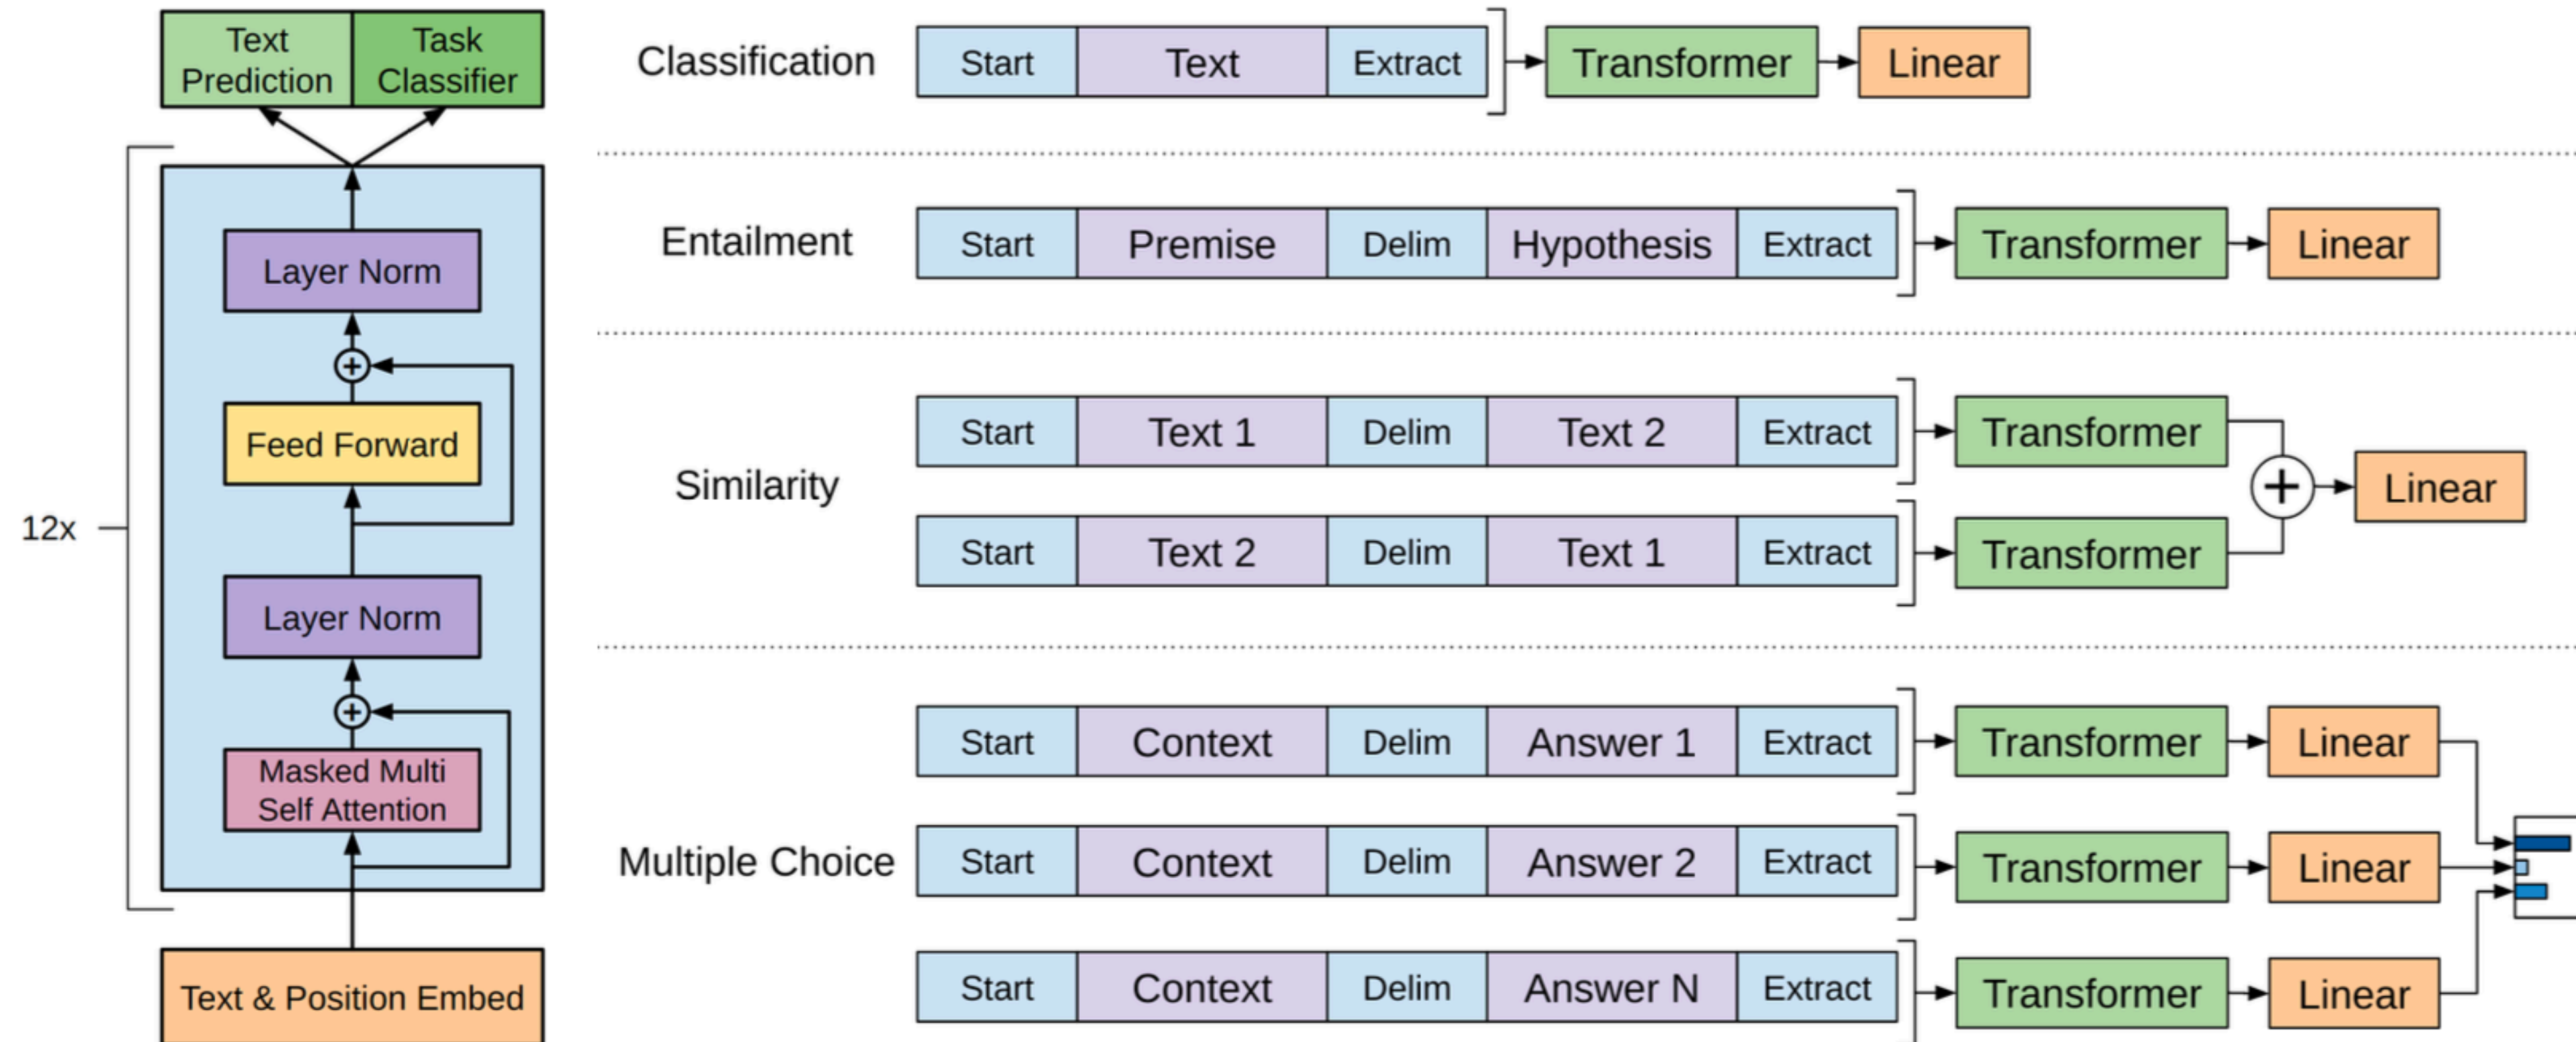 Text
Prediction
Task
Classifier
12x
Layer Norm
+
Feed Forward
Layer Norm
+
Masked Multi
Self Attention
Text & Position Embed
Classification
Start Text Extract Transformer Linear
Entailment
Start Premise Delim Hypothesis Extract Transformer Linear
Similarity
Start Text 1 Delim Text 2 Extract Transformer
+ Linear
Start Text 2 Delim Text 1 Extract Transformer
Multiple Choice
Start Context Delim Answer 1 Extract Transformer Linear
Start Context Delim Answer 2 Extract Transformer Linear
Start Context Delim Answer N Extract Transformer Linear